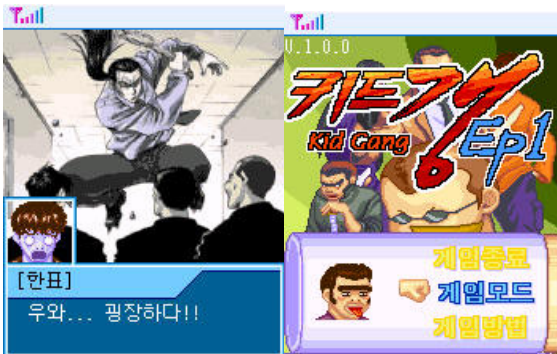 [한표]
우와... 굉장하다!!
V.1.0.0
키드갱
Kid Gang
Ep1
게임종료
게임모드
게임방법